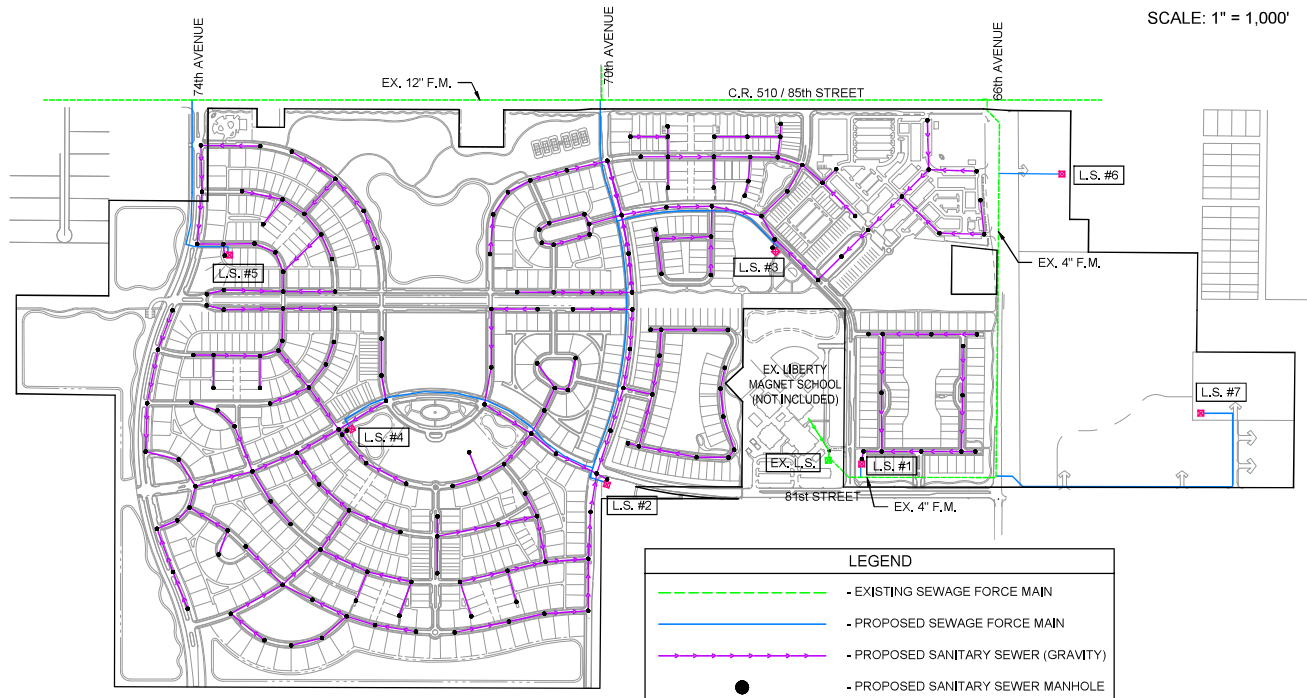 SCALE: 1" = 1,000'
74th AVENUE
70th AVENUE
66th AVENUE
EX. 12" F.M.
C.R. 510 / 85th STREET
L.S. #6
L.S. #5
L.S. #3
EX. 4" F.M.
EX. LIBERTY
MAGNET SCHOOL
(NOT INCLUDED)
L.S. #7
L.S. #4
EX. L.S.
L.S. #1
L.S. #2
81st STREET
EX. 4" F.M.
LEGEND
- EXISTING SEWAGE FORCE MAIN
- PROPOSED SEWAGE FORCE MAIN
- PROPOSED SANITARY SEWER (GRAVITY)
- PROPOSED SANITARY SEWER MANHOLE